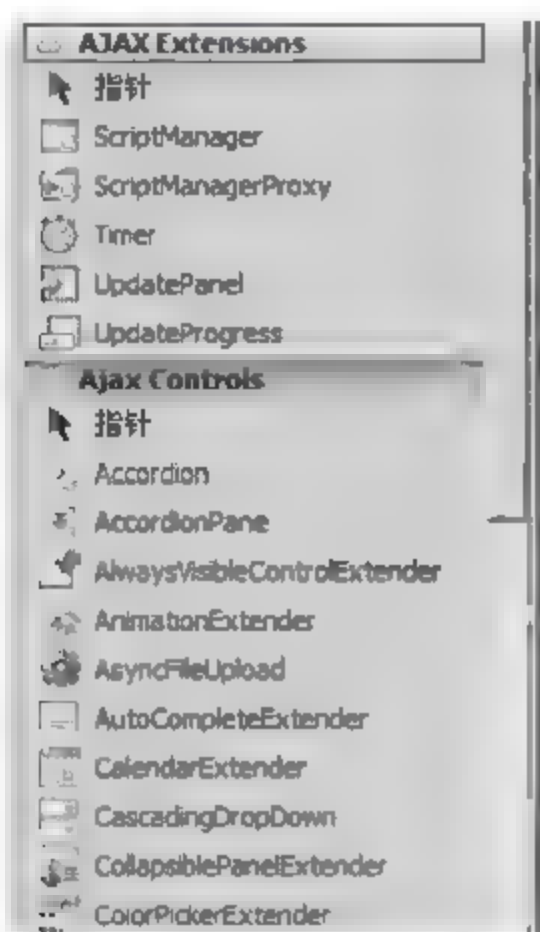 AJAX Extensions
指针
ScriptManager
ScriptManagerProxy
Timer
UpdatePanel
UpdateProgress
Ajax Controls
指针
Accordion
AccordionPane
AlwaysVisibleControlExtender
AnimationExtender
AsyncFileUpload
AutoCompleteExtender
CalendarExtender
CascadingDropDown
CollapsiblePanelExtender
ColorPickerExtender